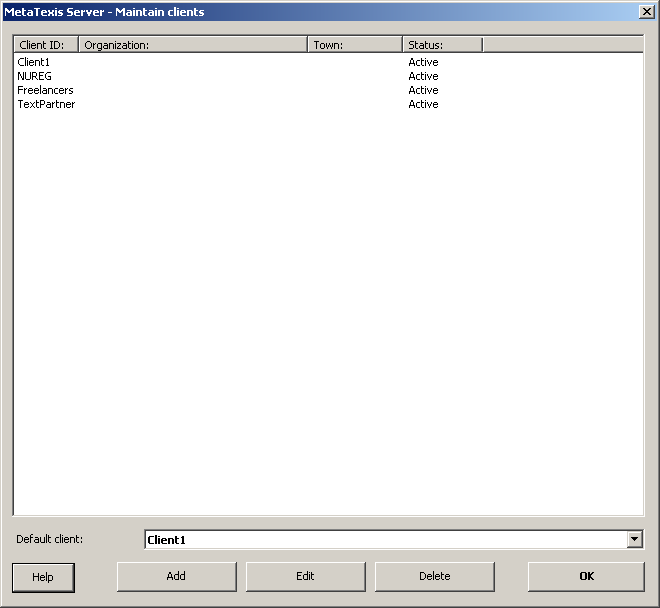 MetaTexis Server - Maintain clients
Client ID: Organization: Town: Status:
Client1 Active
NUREG Active
Freelancers Active
TextPartner Active
Default client: Client1
Help Add Edit Delete OK